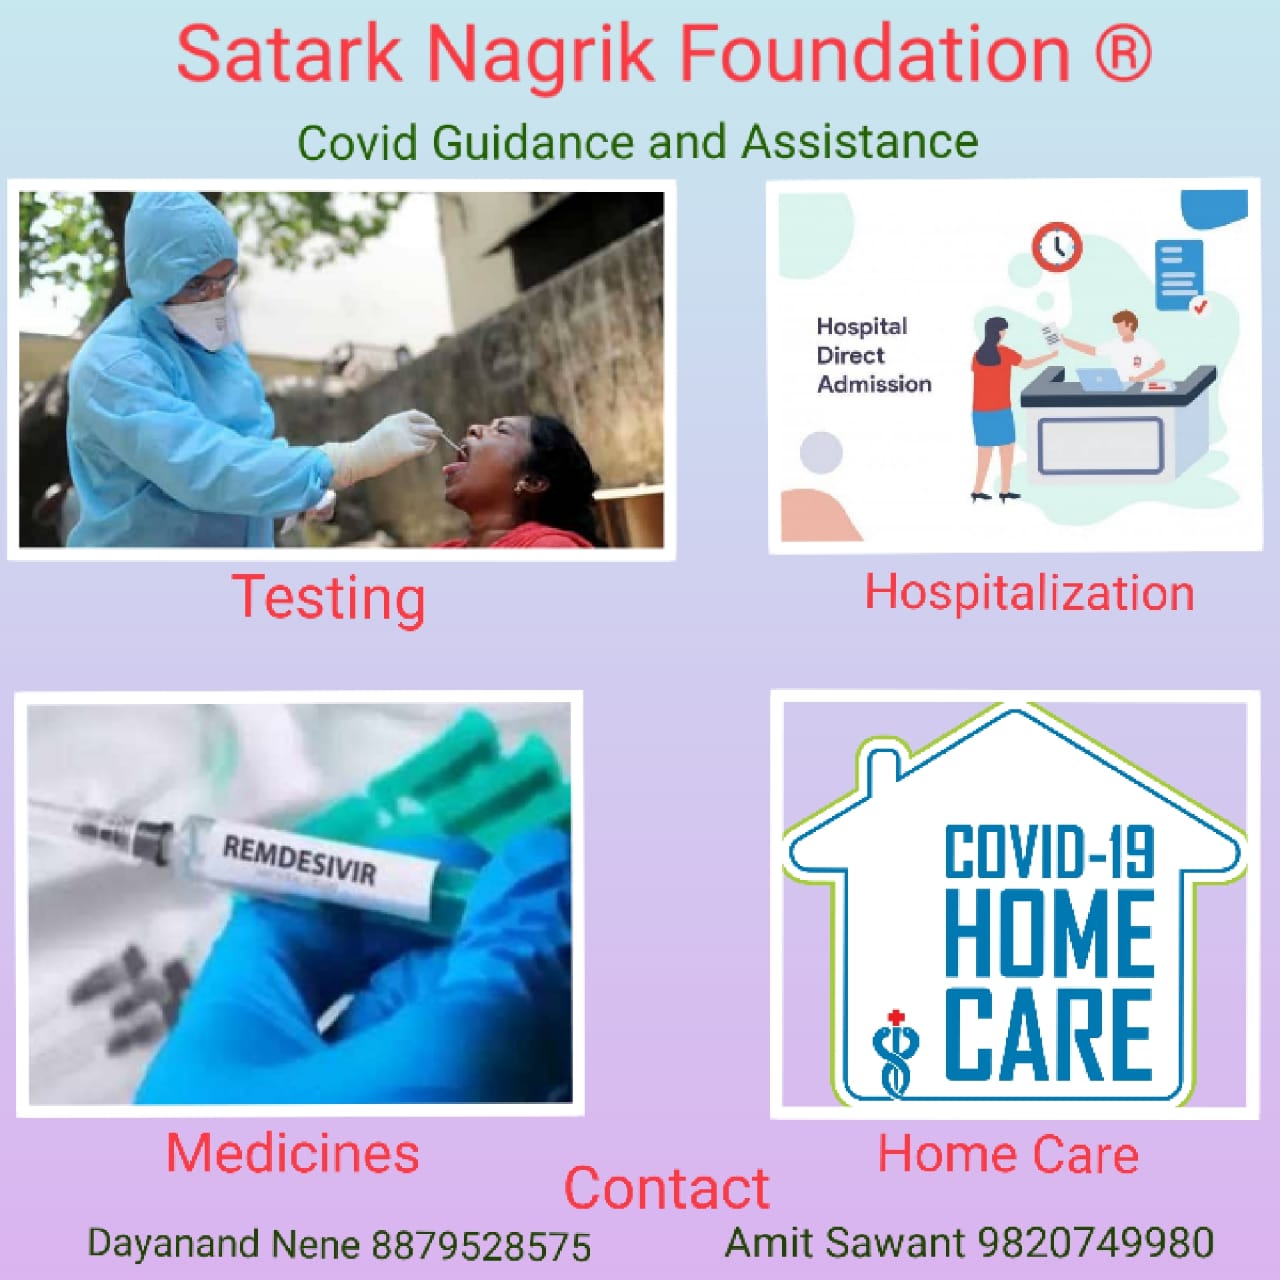 Satark Nagrik Foundation ®
Covid Guidance and Assistance
Hospital
Direct
Admission
Testing
Hospitalization
REMDESIVIR
COVID-19
HOME
CARE
Medicines
Home Care
Contact
Dayanand Nene 8879528575
Amit Sawant 9820749980